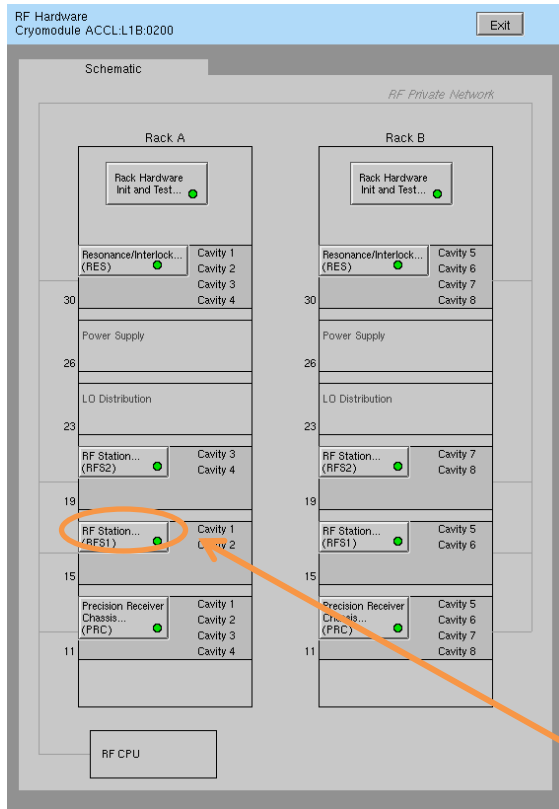 RF Hardware
Cryomodule ACCL:L1B:0200
Exit
Schematic
RF Private Network
Rack A
Rack Hardware
Init and Test...
Resonance/Interlock...
(RES)
Cavity 1
Cavity 2
Cavity 3
Cavity 4
30
Power Supply
26
LO Distribution
23
RF Station...
(RFS2)
Cavity 3
Cavity 4
19
RF Station...
(RFS1)
Cavity 1
Cavity 2
15
Precision Receiver
Chassis...
(PRC)
Cavity 1
Cavity 2
Cavity 3
Cavity 4
11
Rack B
Rack Hardware
Init and Test...
Resonance/Interlock...
(RES)
Cavity 5
Cavity 6
Cavity 7
Cavity 8
30
Power Supply
26
LO Distribution
23
RF Station...
(RFS2)
Cavity 7
Cavity 8
19
RF Station...
(RFS1)
Cavity 5
Cavity 6
15
Precision Receiver
Chassis...
(PRC)
Cavity 5
Cavity 6
Cavity 7
Cavity 8
11
RF CPU